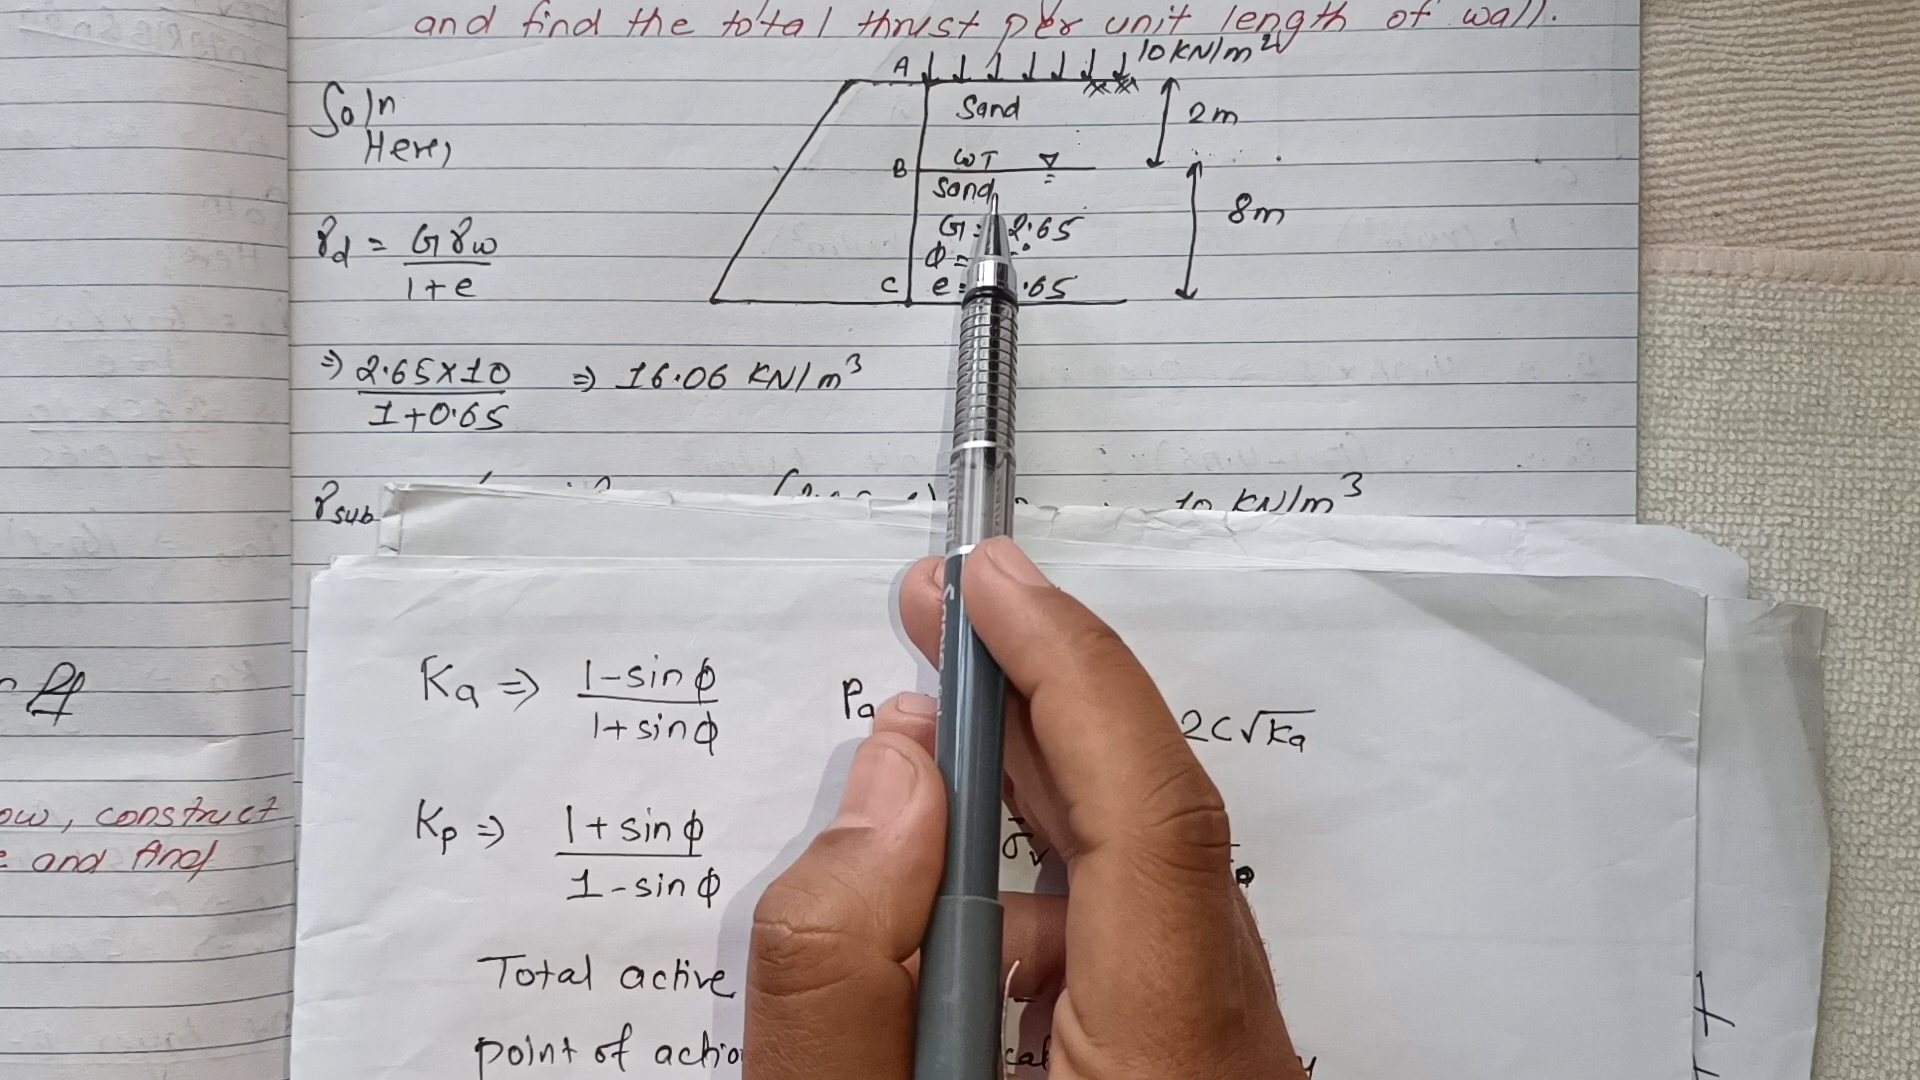 and find the total thrust per unit length of wall.
A 10 KN/m²
Soln
Sand
2m
Here,
WT
B
Sand
8m
G = 2.65
γd = Gγw / 1+e
ϕ = °
C e = .65
⇒ 2.65×10 / 1+0.65 ⇒ 16.06 KN/m³
γsub 10 KN/m³
Ka ⇒ 1-sinϕ / 1+sinϕ
Pa 2C√Ka
Kp ⇒ 1+sinϕ / 1-sinϕ
σ̄v
ow, construct
and find
Total active
point of actio